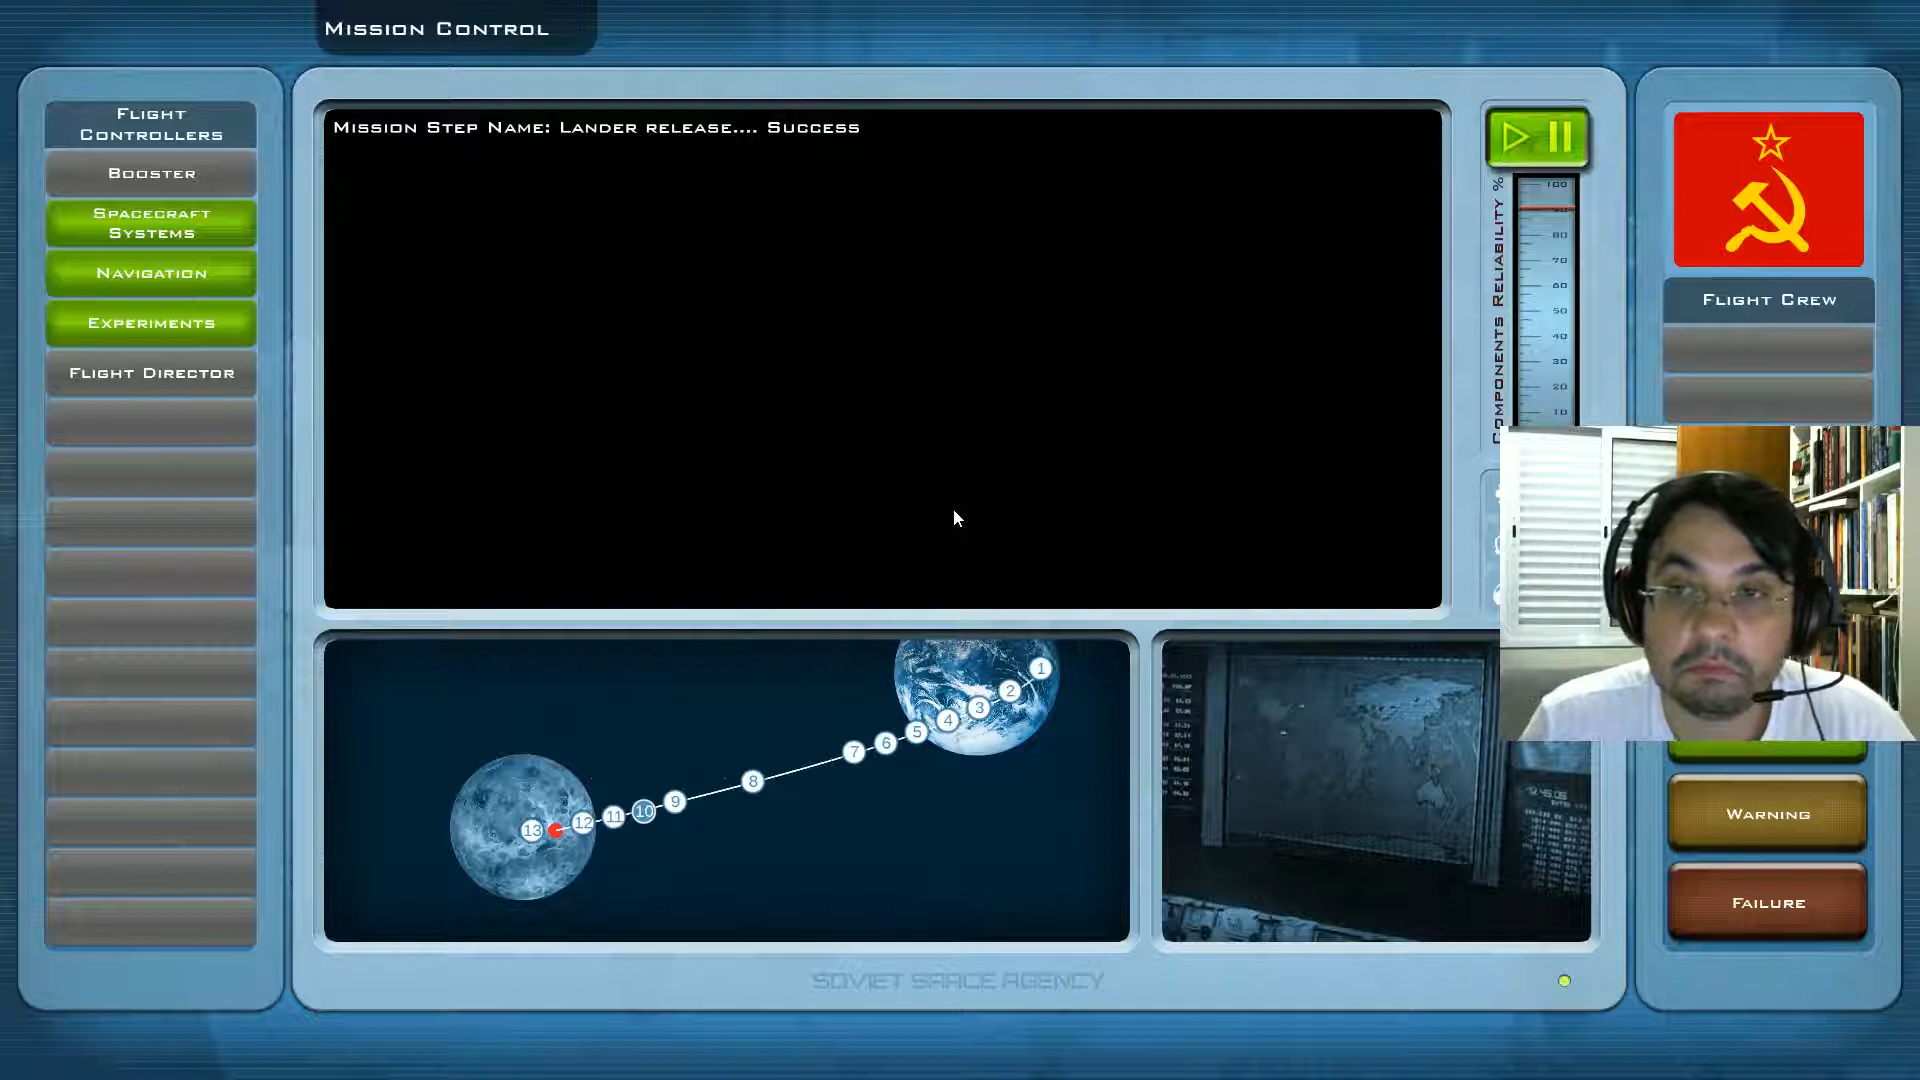 Mission Control
Flight
Controllers
Booster
Spacecraft
Systems
Navigation
Experiments
Flight Director
Mission Step Name: Lander release.... Success
Components Reliability %
100
90
80
70
60
50
40
30
20
10
Flight Crew
1
2
3
4
5
6
7
8
9
10
11
12
13
Warning
Failure
SOVIET SPACE AGENCY